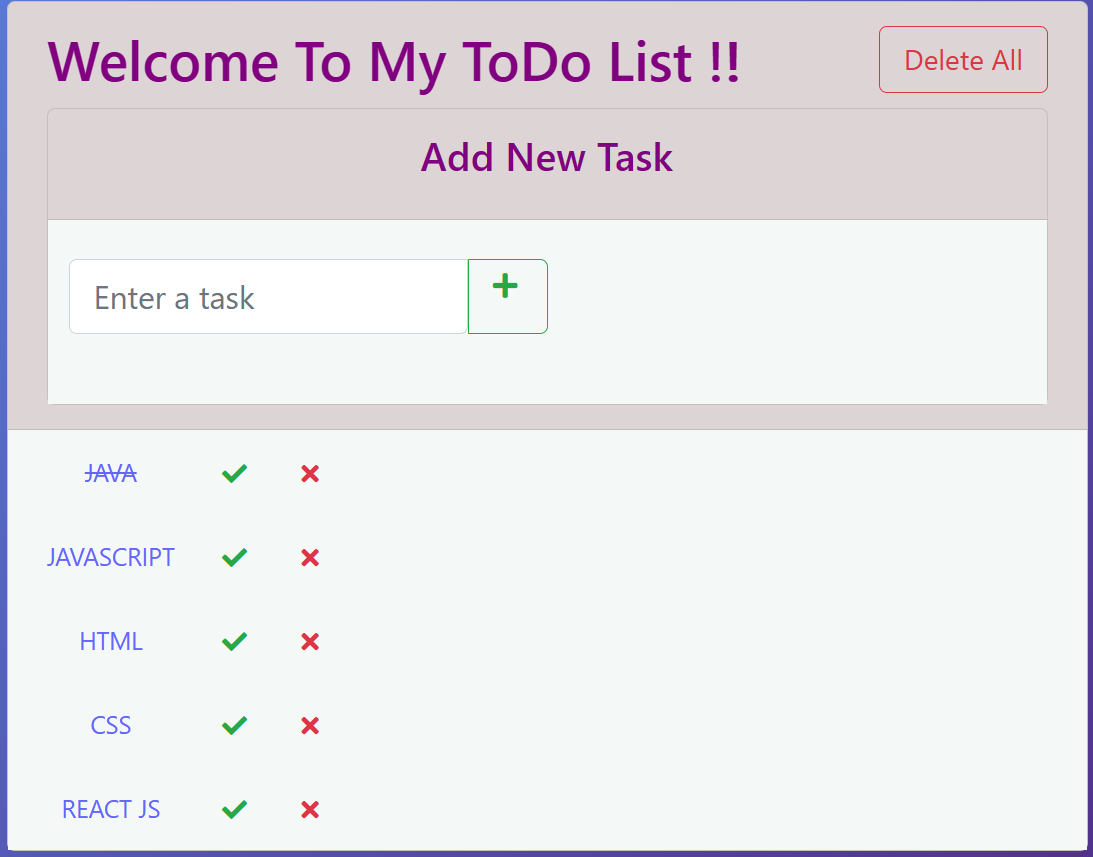 Welcome To My ToDo List !!
Delete All
Add New Task
Enter a task
JAVA
JAVASCRIPT
HTML
CSS
REACT JS